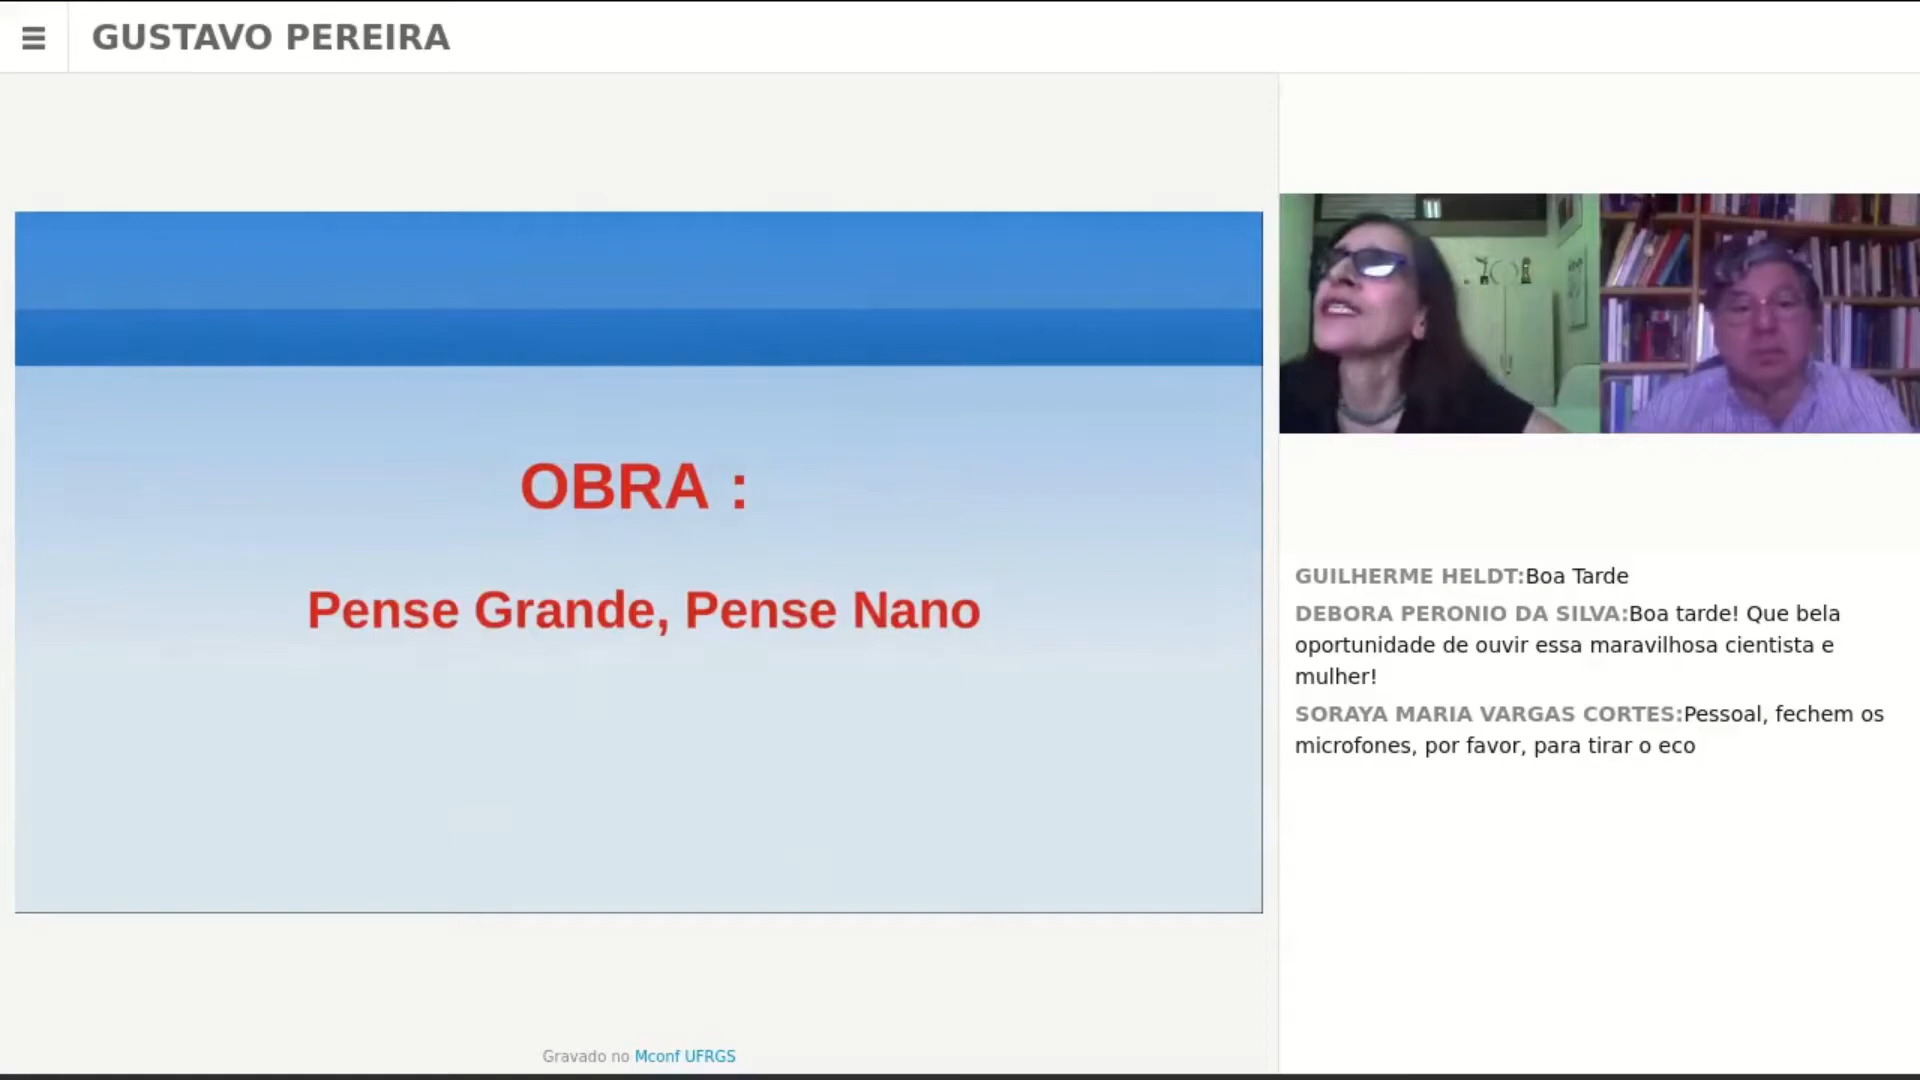 GUSTAVO PEREIRA
OBRA :
Pense Grande, Pense Nano
GUILHERME HELDT:Boa Tarde
DEBORA PERONIO DA SILVA:Boa tarde! Que bela
oportunidade de ouvir essa maravilhosa cientista e
mulher!
SORAYA MARIA VARGAS CORTES:Pessoal, fechem os
microfones, por favor, para tirar o eco
Gravado no Mconf UFRGS